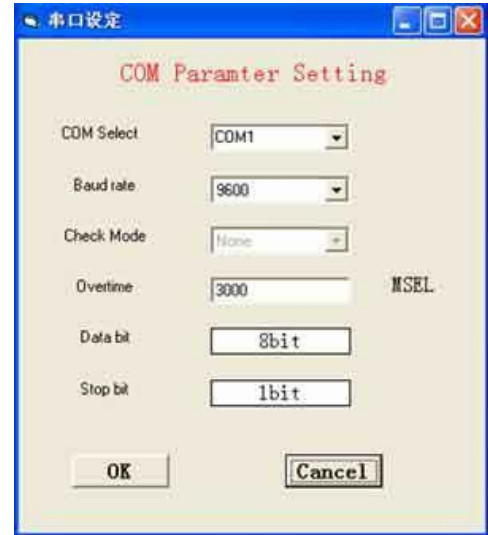 串口设定
COM Paramter Setting
COM Select COM1
Baud rate 9600
Check Mode None
Overtime 3000 MSEL
Data bit 8bit
Stop bit 1bit
OK Cancel